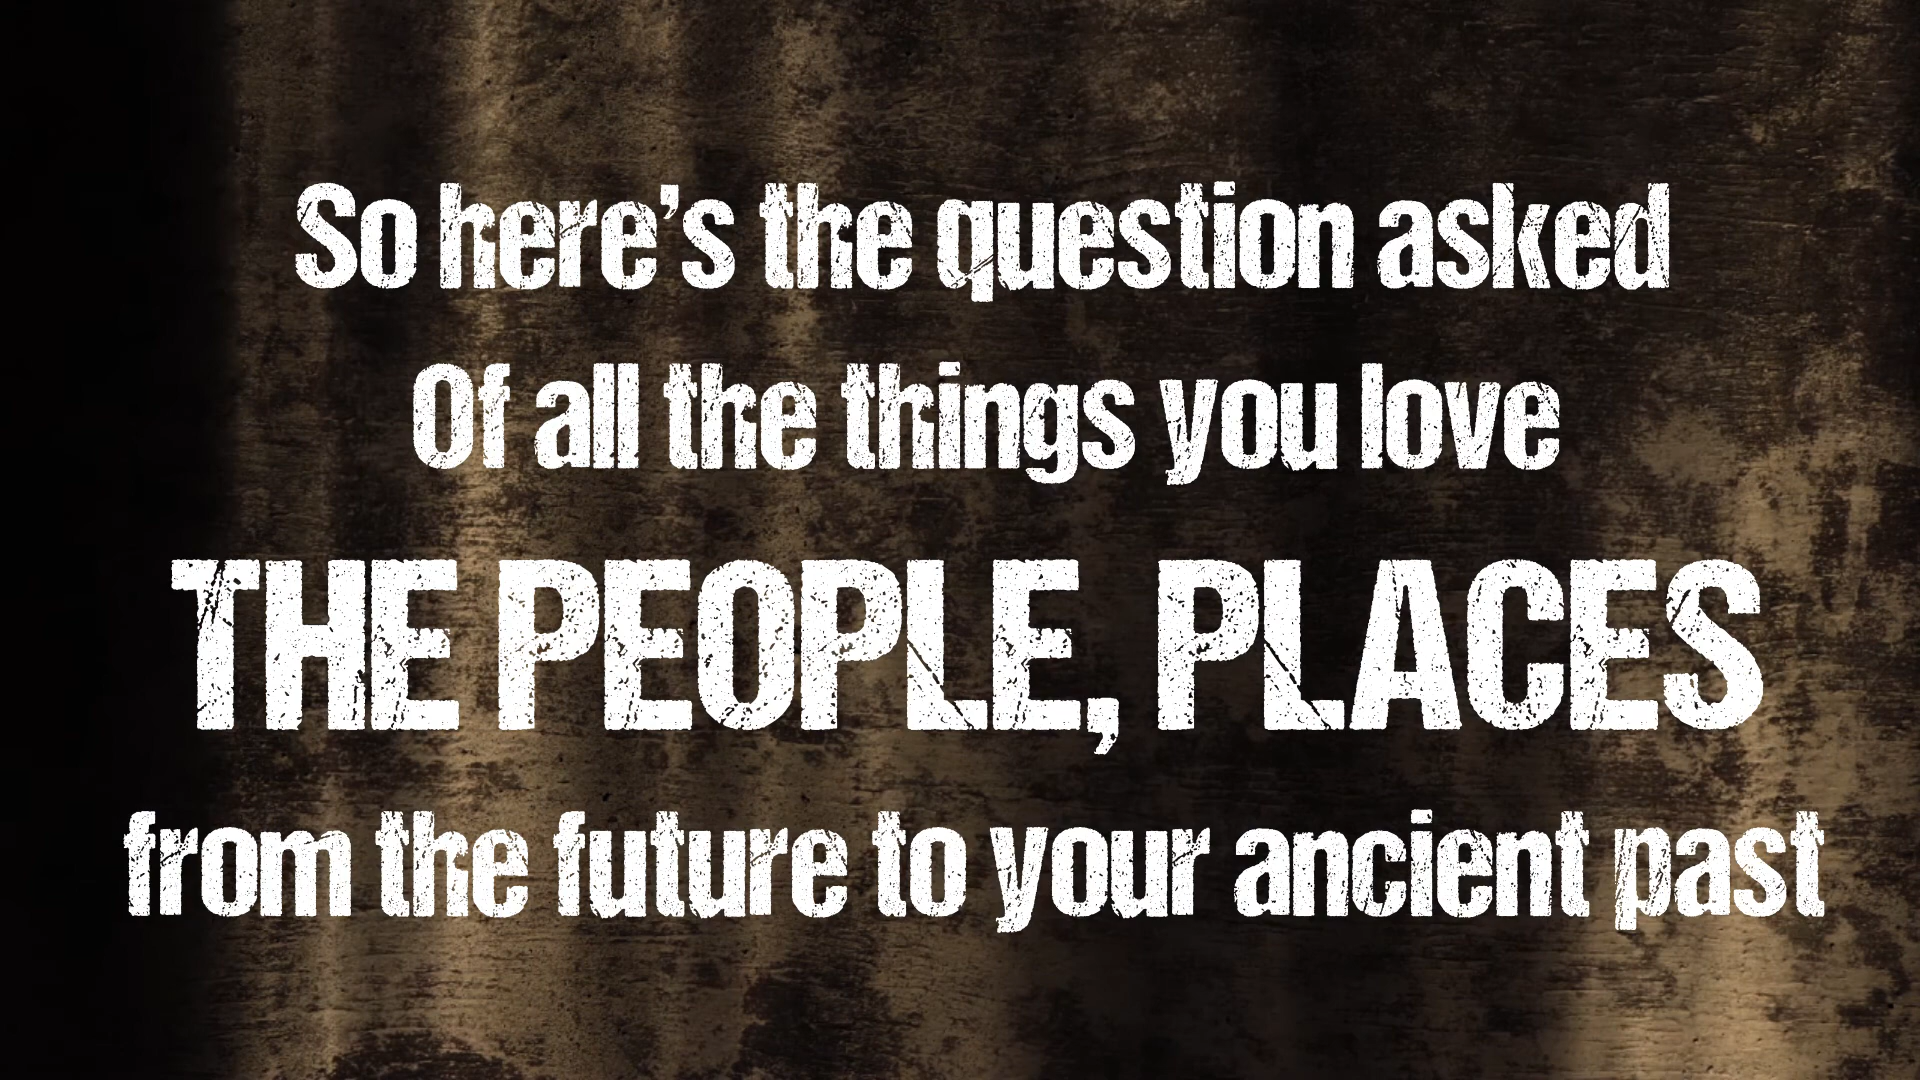 So here's the question asked
Of all the things you love
THE PEOPLE, PLACES
from the future to your ancient past